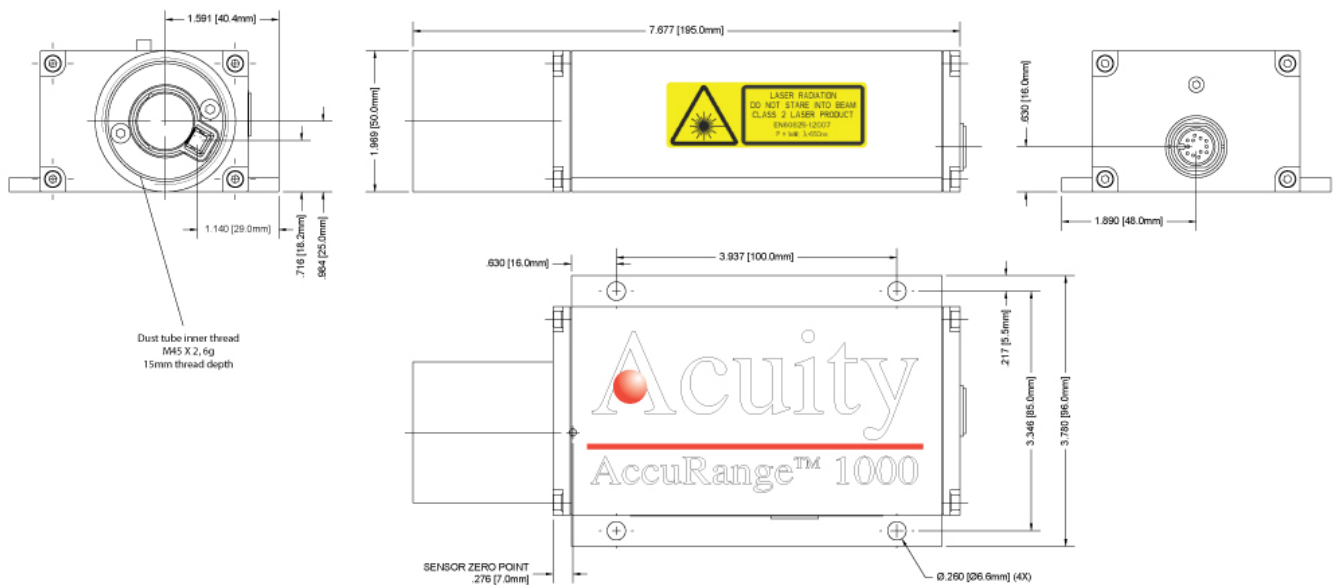 1.591 [40.4mm]
7.677 [195.0mm]
1.969 [50.0mm]
LASER RADIATION
DO NOT STARE INTO BEAM
CLASS 2 LASER PRODUCT
.630 [16.0mm]
1.140 [29.0mm]
.716 [18.2mm]
.984 [25.0mm]
1.890 [48.0mm]
Dust tube inner thread
M45 X 2, 6g
15mm thread depth
.630 [16.0mm]
3.937 [100.0mm]
.217 [5.5mm]
3.346 [85.0mm]
3.780 [96.0mm]
Acuity
AccuRange™ 1000
SENSOR ZERO POINT
.276 [7.0mm]
Ø.260 [Ø6.6mm] (4X)